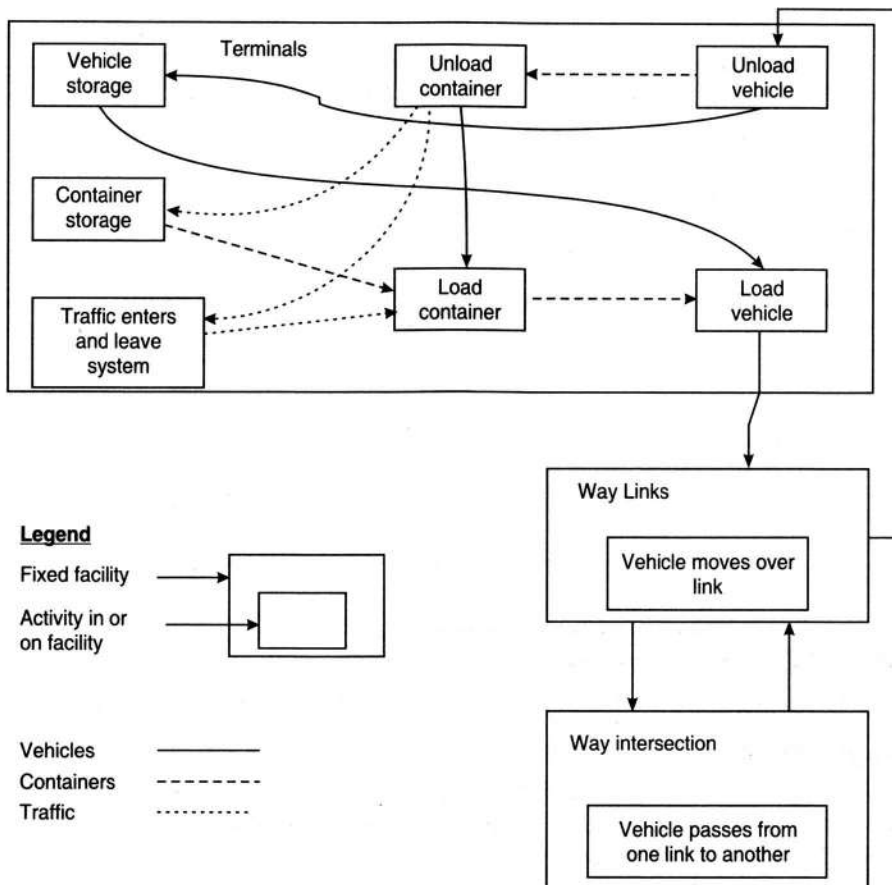 Terminals
Vehicle
storage
Unload
container
Unload
vehicle
Container
storage
Load
container
Load
vehicle
Traffic enters
and leave
system
Way Links
Vehicle moves over
link
Legend
Fixed facility
Activity in or
on facility
Vehicles
Containers
Traffic
Way intersection
Vehicle passes from
one link to another